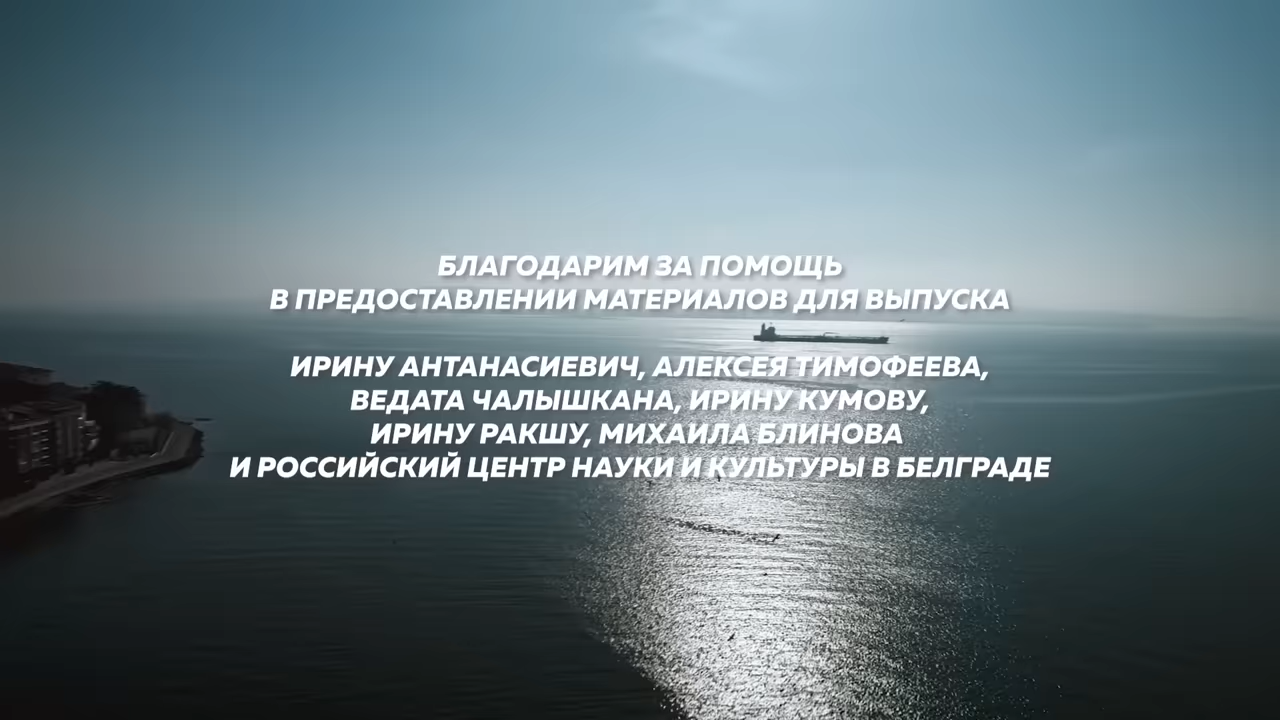 БЛАГОДАРИМ ЗА ПОМОЩЬ
В ПРЕДОСТАВЛЕНИИ МАТЕРИАЛОВ ДЛЯ ВЫПУСКА
ИРИНУ АНТАНАСИЕВИЧ, АЛЕКСЕЯ ТИМОФЕЕВА,
ВЕДАТА ЧАЛЫШКАНА, ИРИНУ КУМОВУ,
ИРИНУ РАКШУ, МИХАИЛА БЛИНОВА
И РОССИЙСКИЙ ЦЕНТР НАУКИ И КУЛЬТУРЫ В БЕЛГРАДЕ